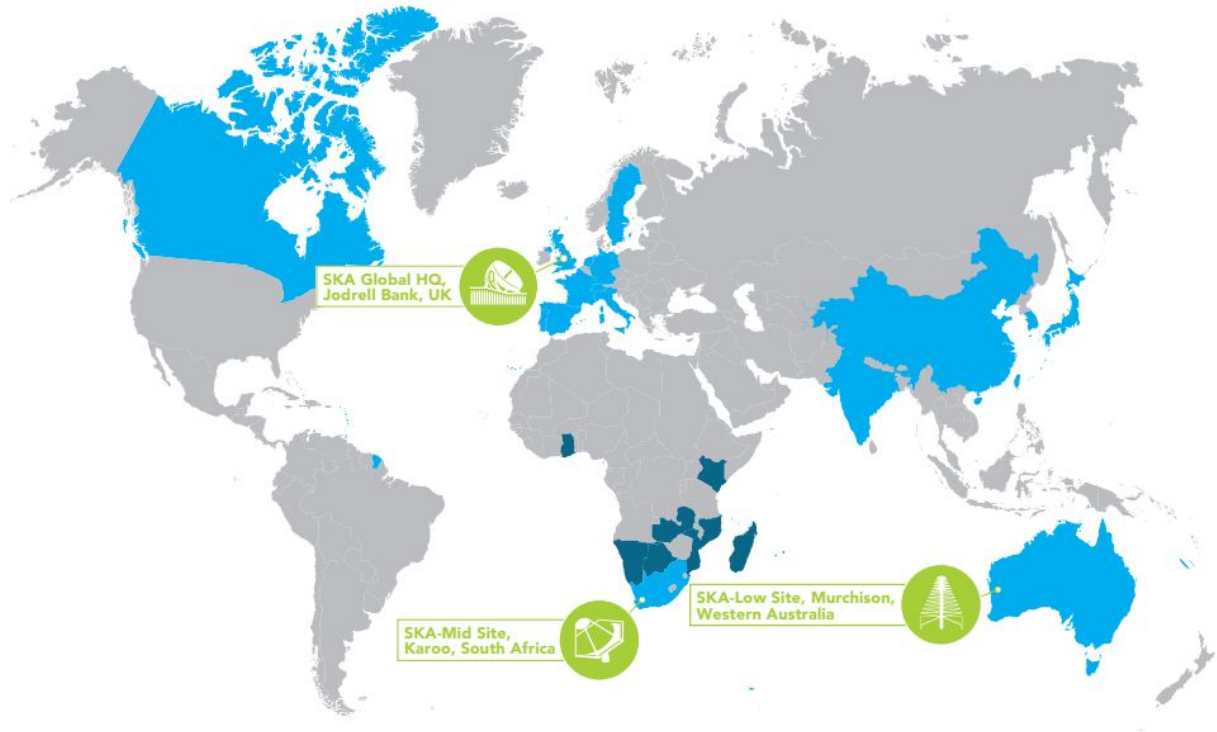 SKA Global HQ,
Jodrell Bank, UK
SKA-Low Site, Murchison,
Western Australia
SKA-Mid Site,
Karoo, South Africa